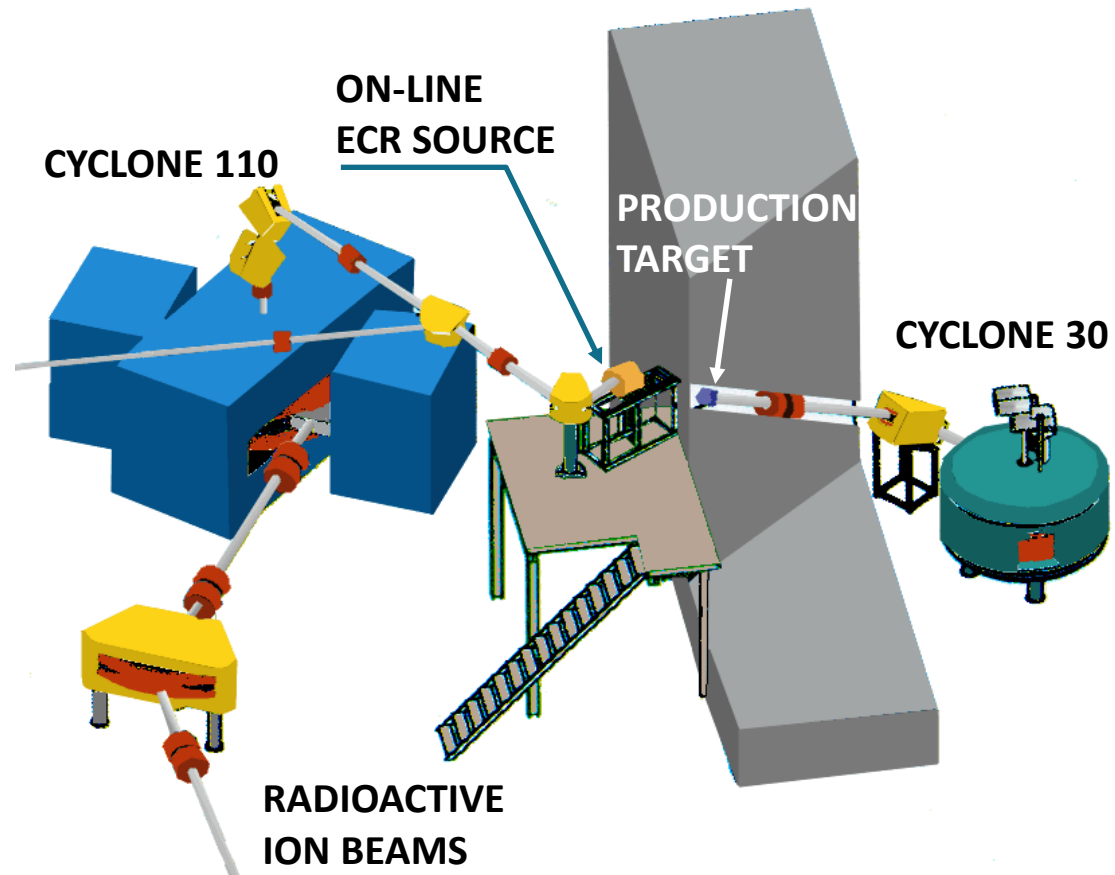 ON-LINE
ECR SOURCE
CYCLONE 110
PRODUCTION
TARGET
CYCLONE 30
RADIOACTIVE
ION BEAMS